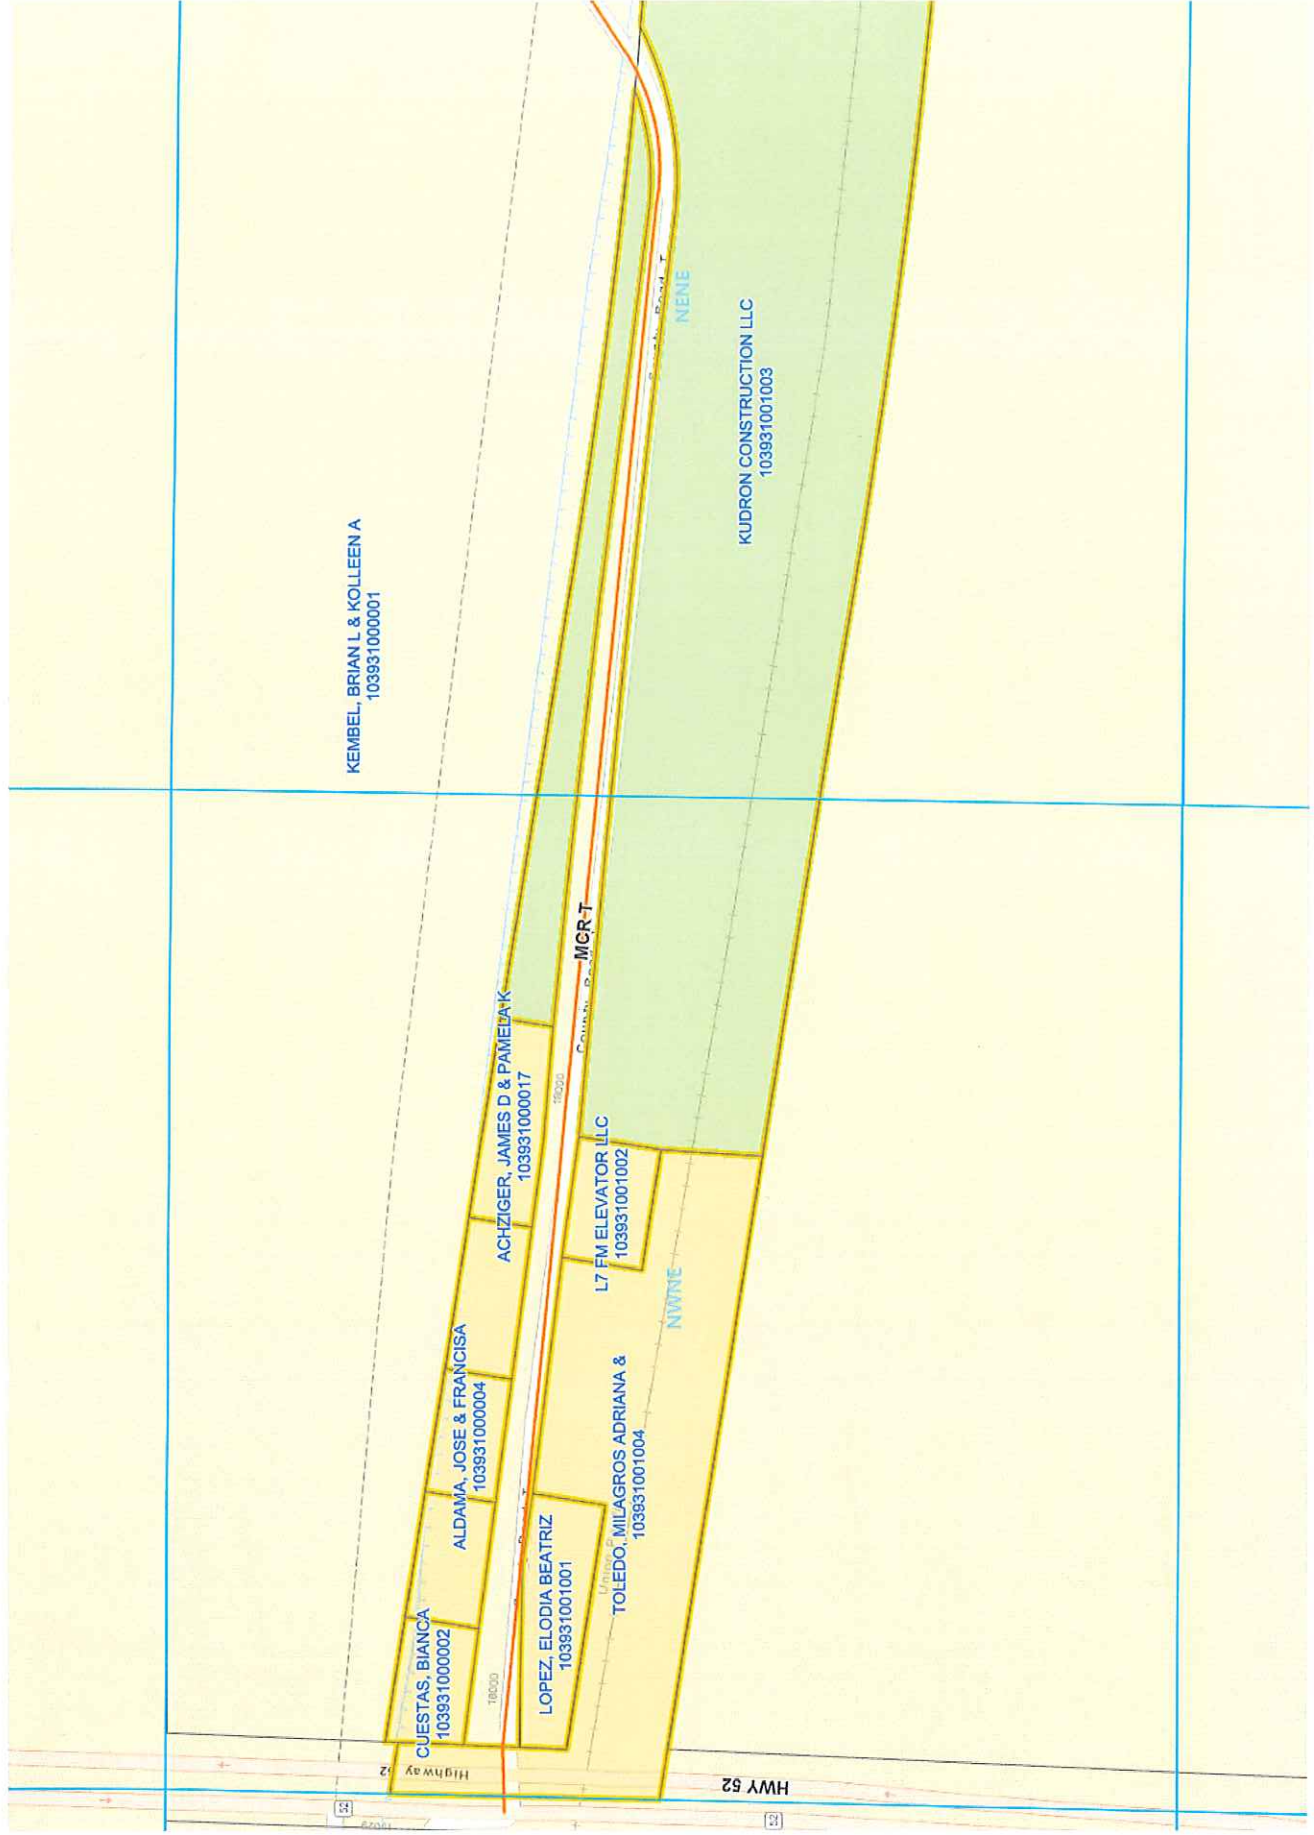 KEMBEL, BRIAN L & KOLLEEN A
103931000001
KUDRON CONSTRUCTION LLC
103931001003
NENE
MCR-T
ACHZIGER, JAMES D & PAMELA K
103931000017
18000
L7 FM ELEVATOR LLC
103931001002
NWNE
ALDAMA, JOSE & FRANCISA
103931000004
TOLEDO, MILAGROS ADRIANA &
103931001004
CUESTAS, BIANCA
103931000002
LOPEZ, ELODIA BEATRIZ
103931001001
18000
Highway 52
HWY 52
52
52